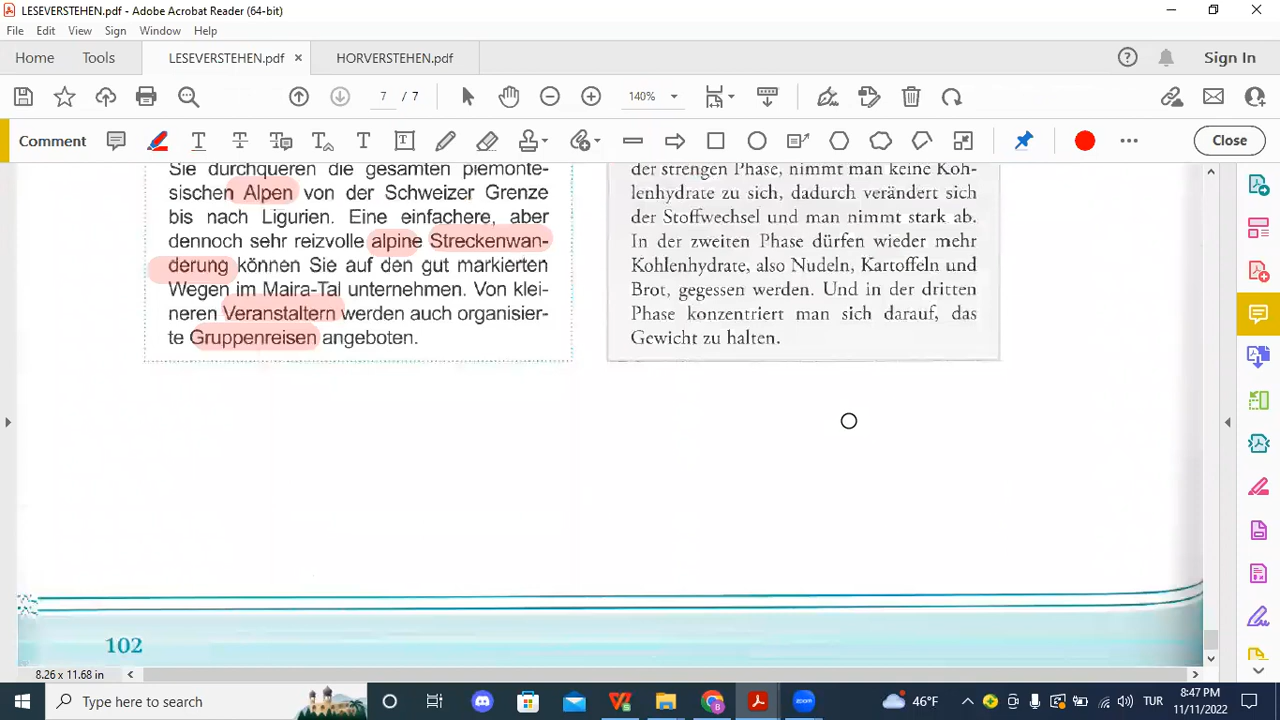 LESEVERSTEHEN.pdf - Adobe Acrobat Reader (64-bit)
File Edit View Sign Window Help
Home Tools LESEVERSTEHEN.pdf × HORVERSTEHEN.pdf Sign In
7 / 7 140%
Comment Close
Sie durchqueren die gesamten piemonte-
sischen Alpen von der Schweizer Grenze
bis nach Ligurien. Eine einfachere, aber
dennoch sehr reizvolle alpine Streckenwan-
derung können Sie auf den gut markierten
Wegen im Maira-Tal unternehmen. Von klei-
neren Veranstaltern werden auch organisier-
te Gruppenreisen angeboten.
der strengen Phase, nimmt man keine Koh-
lenhydrate zu sich, dadurch verändert sich
der Stoffwechsel und man nimmt stark ab.
In der zweiten Phase dürfen wieder mehr
Kohlenhydrate, also Nudeln, Kartoffeln und
Brot, gegessen werden. Und in der dritten
Phase konzentriert man sich darauf, das
Gewicht zu halten.
102
8.26 x 11.68 in
Type here to search
zoom
46°F
TUR
8:47 PM
11/11/2022